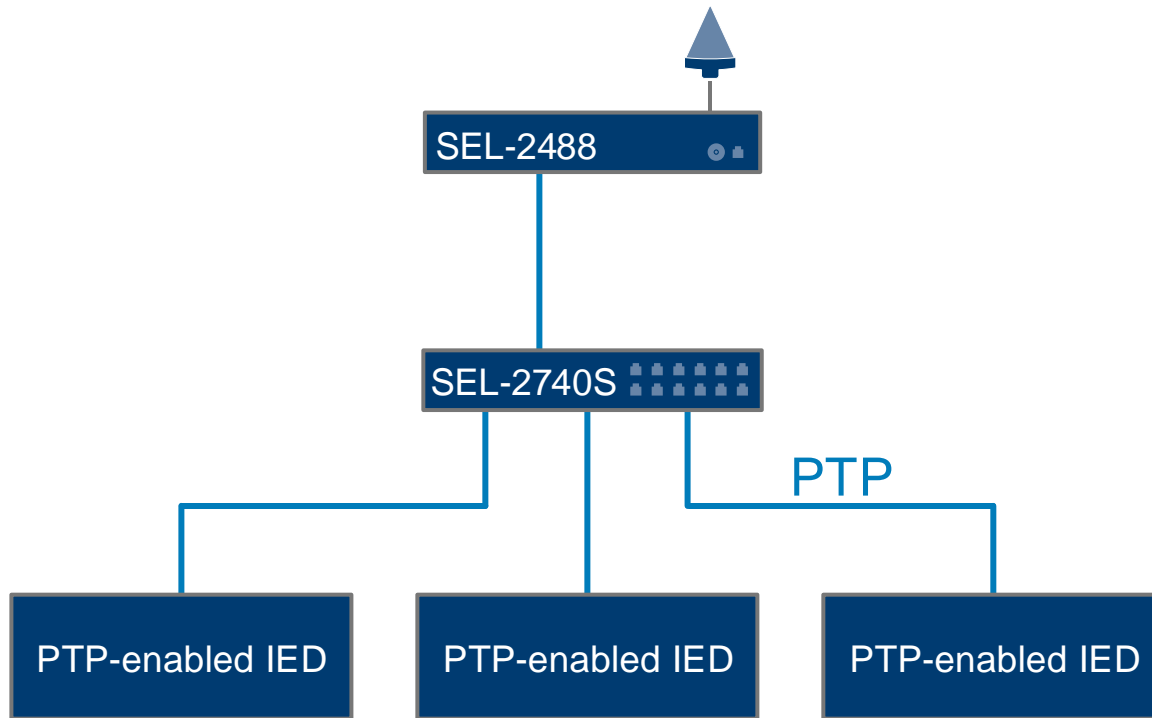 SEL-2488
SEL-2740S
PTP
PTP-enabled IED
PTP-enabled IED
PTP-enabled IED